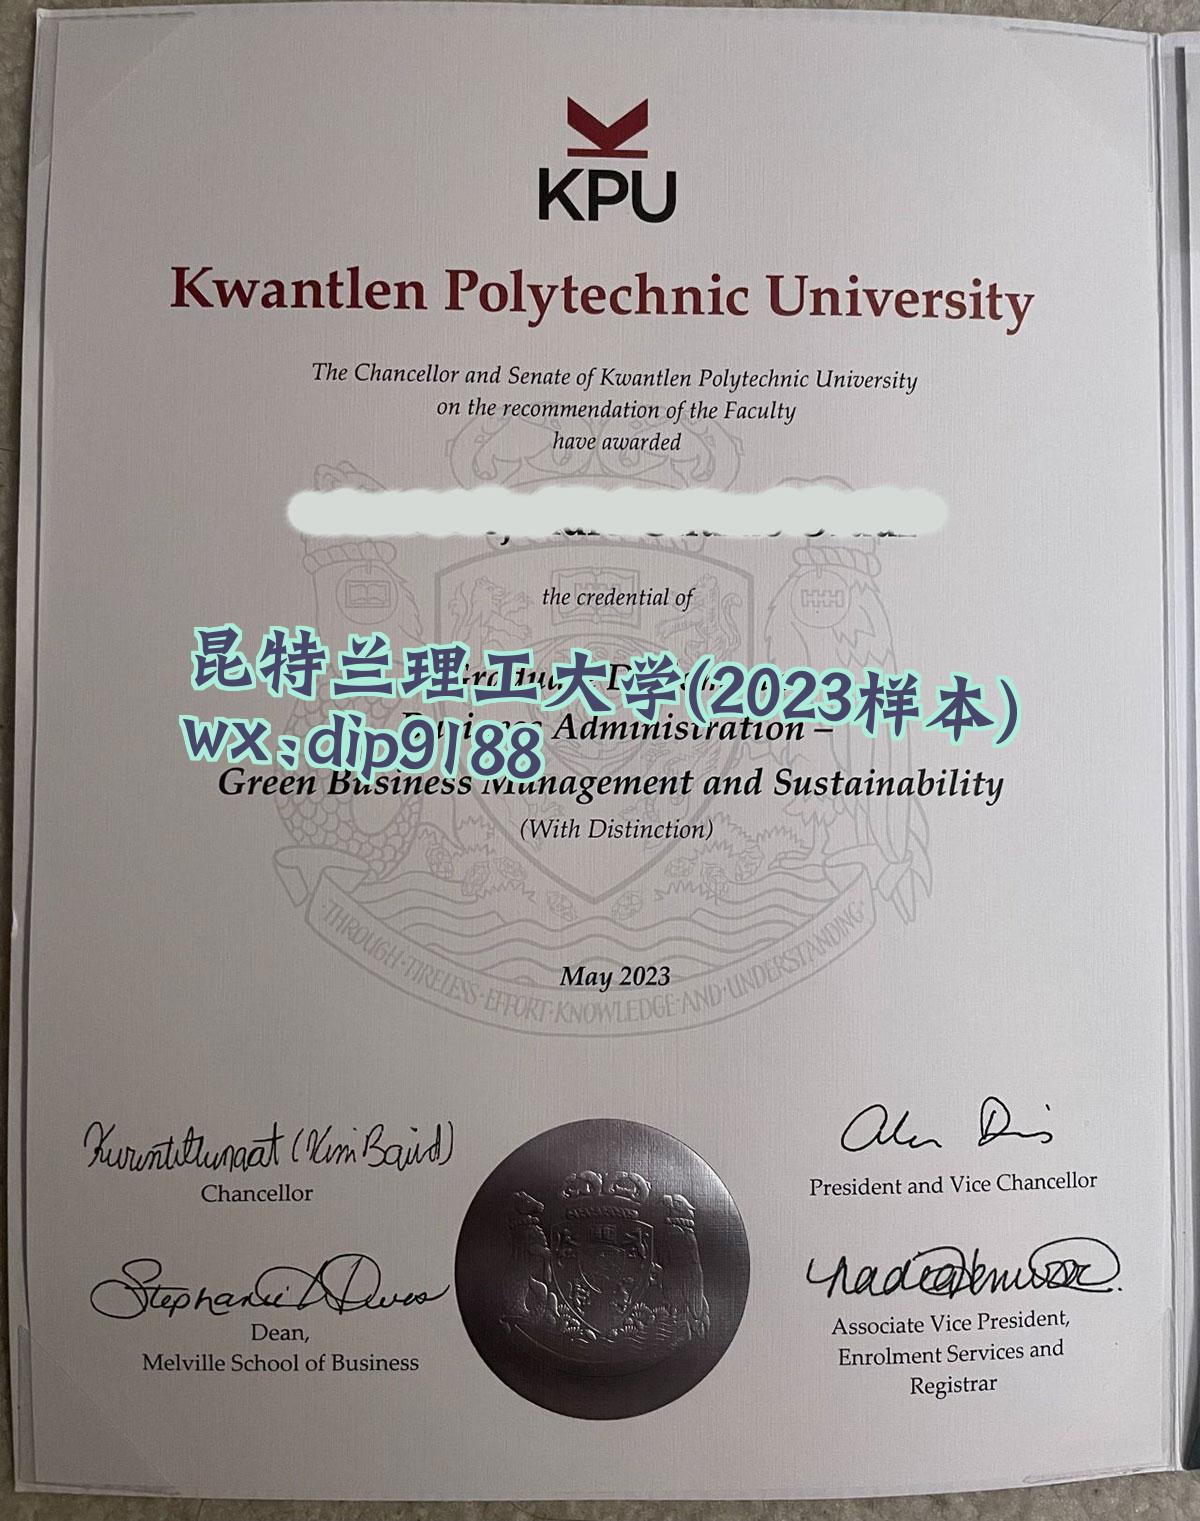 KPU
Kwantlen Polytechnic University
The Chancellor and Senate of Kwantlen Polytechnic University
on the recommendation of the Faculty
have awarded
the credential of
昆特兰理工大学(2023样本)
Administration –
wx:dip9188
Green Business Management and Sustainability
(With Distinction)
May 2023
THROUGH·TIRELESS·EFFORT·KNOWLEDGE·AND·UNDERSTANDING
(Kim Baird)
Chancellor
President and Vice Chancellor
Stephanie
Dean,
Melville School of Business
Associate Vice President,
Enrolment Services and
Registrar